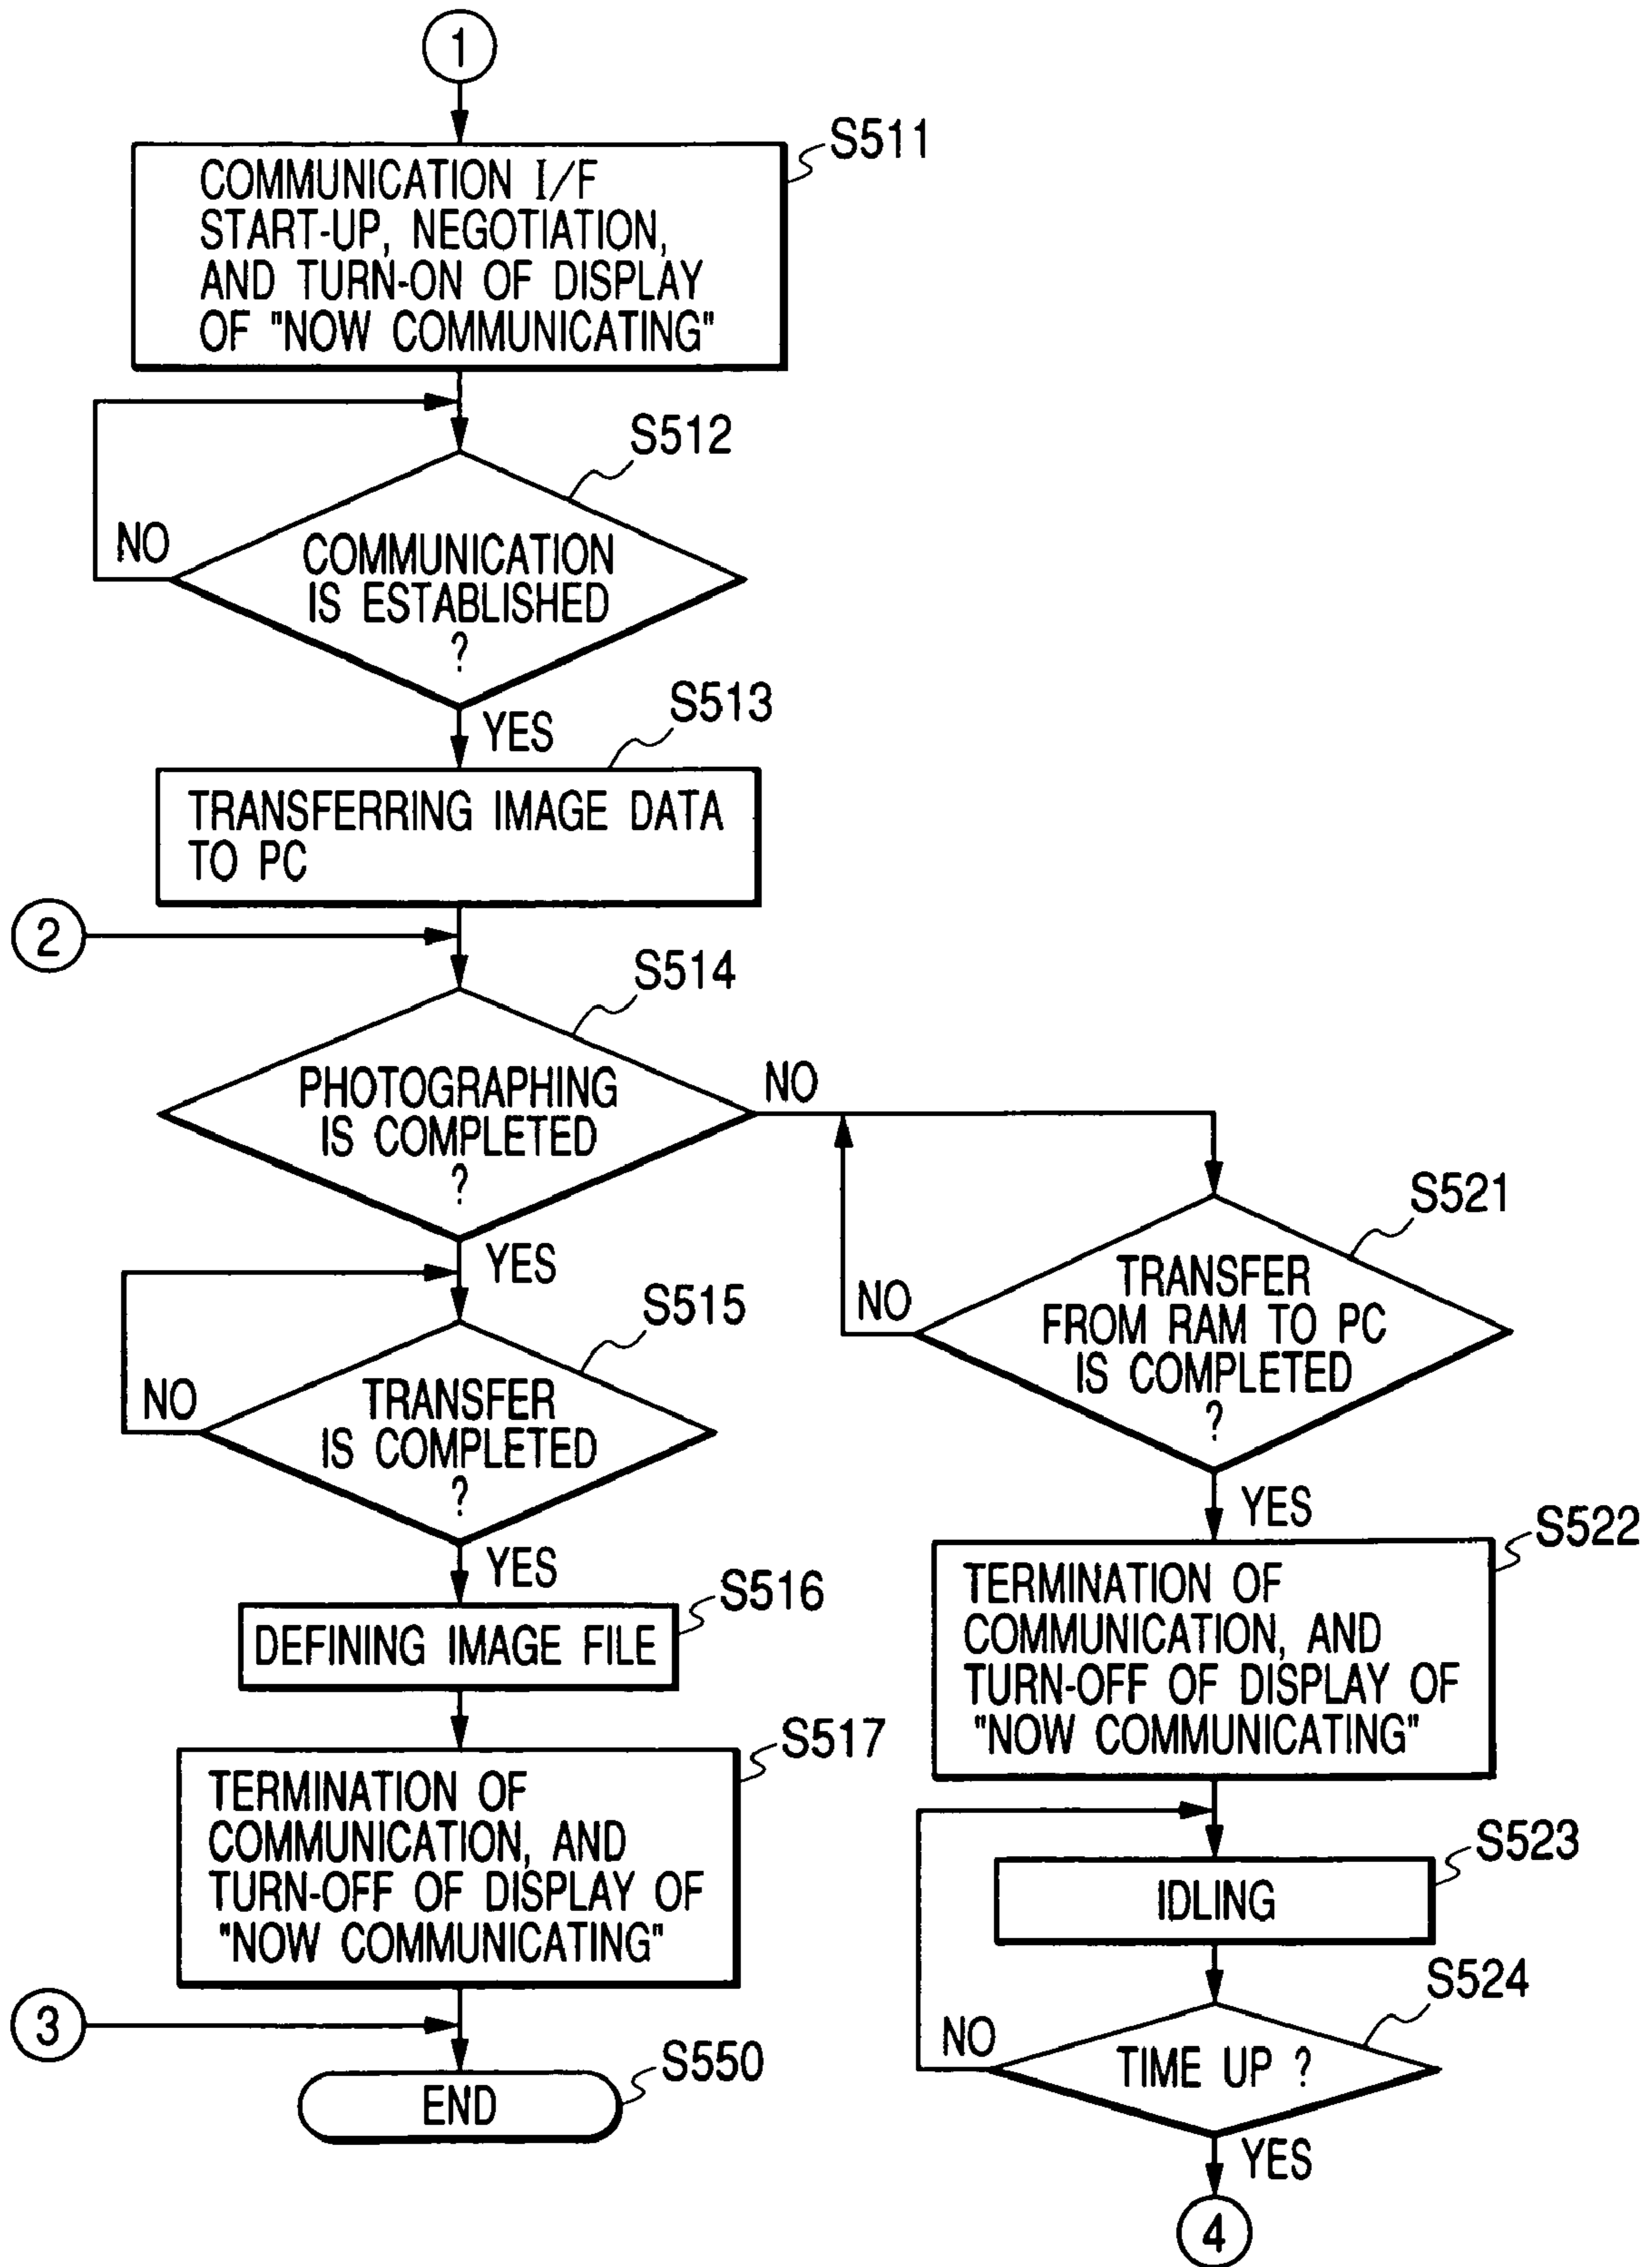 1
S511
COMMUNICATION I/F
START-UP, NEGOTIATION,
AND TURN-ON OF DISPLAY
OF "NOW COMMUNICATING"
S512
NO
COMMUNICATION
IS ESTABLISHED
?
YES
S513
TRANSFERRING IMAGE DATA
TO PC
2
S514
PHOTOGRAPHING
IS COMPLETED
?
NO
YES
S515
NO
TRANSFER
IS COMPLETED
?
YES
S516
DEFINING IMAGE FILE
S517
TERMINATION OF
COMMUNICATION, AND
TURN-OFF OF DISPLAY OF
"NOW COMMUNICATING"
3
S550
END
S521
NO
TRANSFER
FROM RAM TO PC
IS COMPLETED
?
YES
S522
TERMINATION OF
COMMUNICATION, AND
TURN-OFF OF DISPLAY OF
"NOW COMMUNICATING"
S523
IDLING
S524
NO
TIME UP ?
YES
4